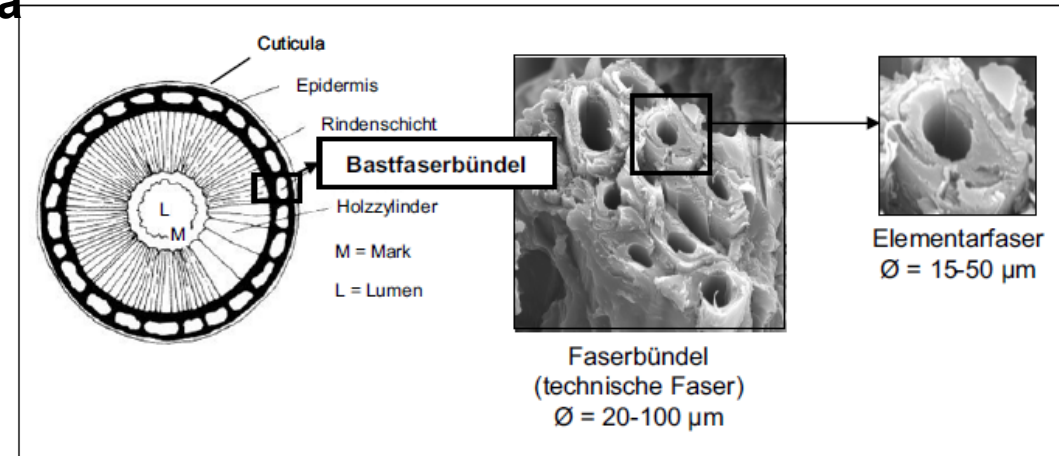 a
Cuticula
Epidermis
Rindenschicht
Bastfaserbündel
Holzzylinder
L
M
M = Mark
L = Lumen
Faserbündel
(technische Faser)
Ø = 20-100 µm
Elementarfaser
Ø = 15-50 µm